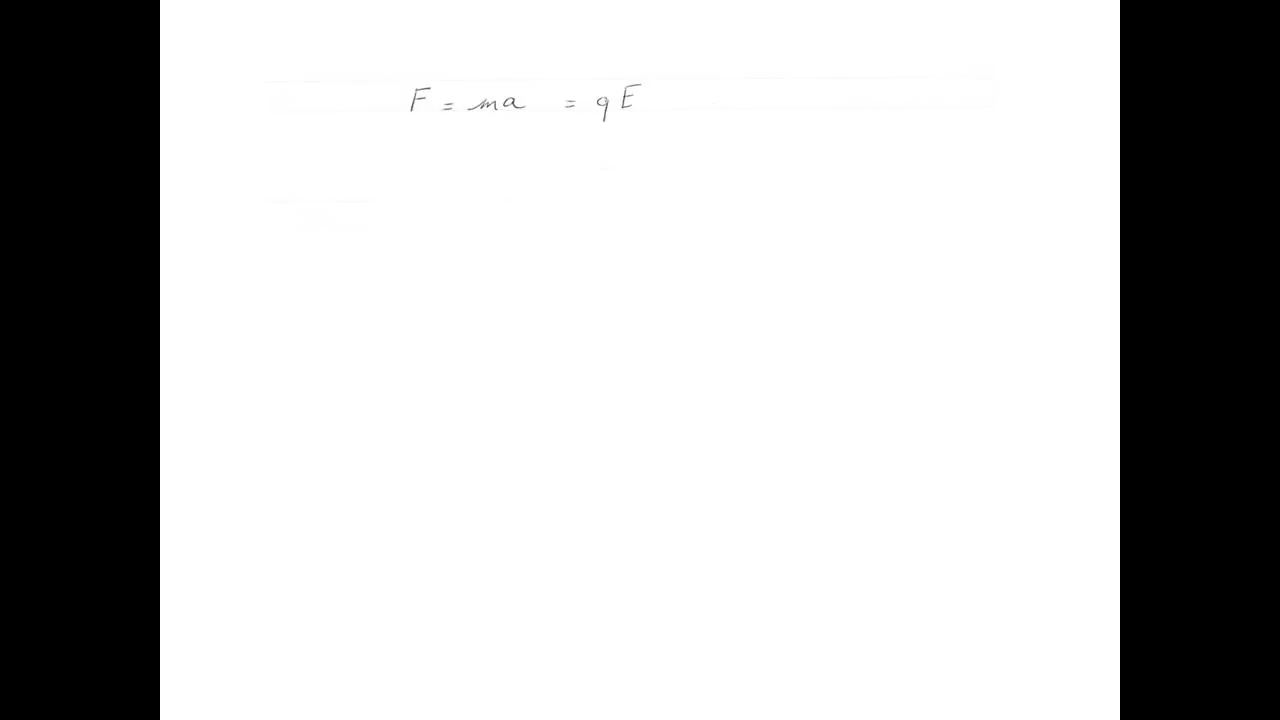 F = ma = qE